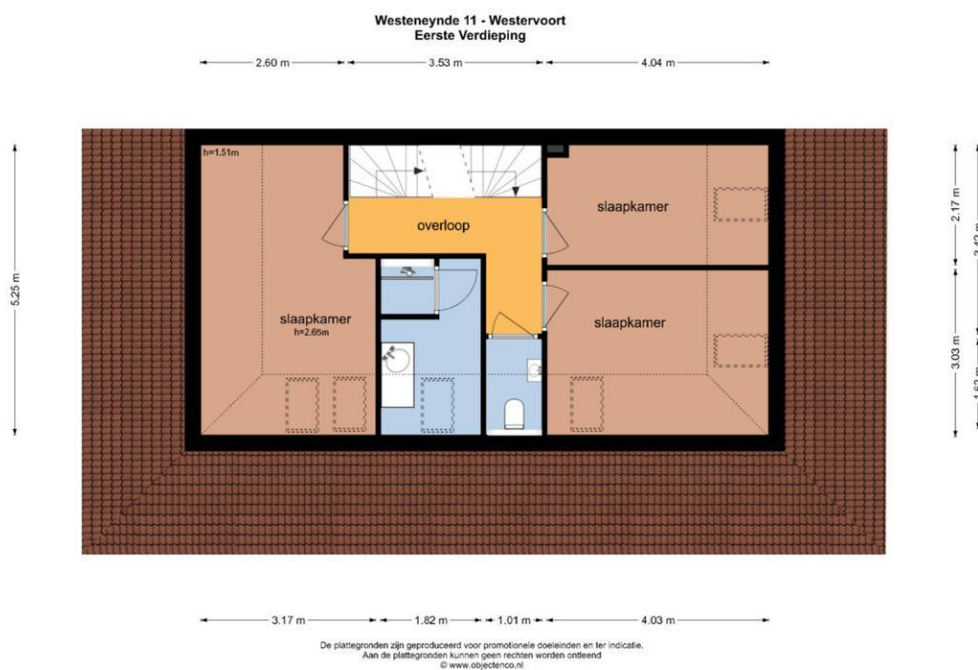 Westeneynde 11 - Westervoort
Eerste Verdieping
2.60 m
3.53 m
4.04 m
h=1.51m
5.25 m
overloop
slaapkamer
2.17 m
slaapkamer
h=2.65m
slaapkamer
3.03 m
3.17 m
1.82 m
1.01 m
4.03 m
De plattegronden zijn geproduceerd voor promotionele doeleinden en ter indicatie.
Aan de plattegronden kunnen geen rechten worden ontleend
© www.objectenco.nl